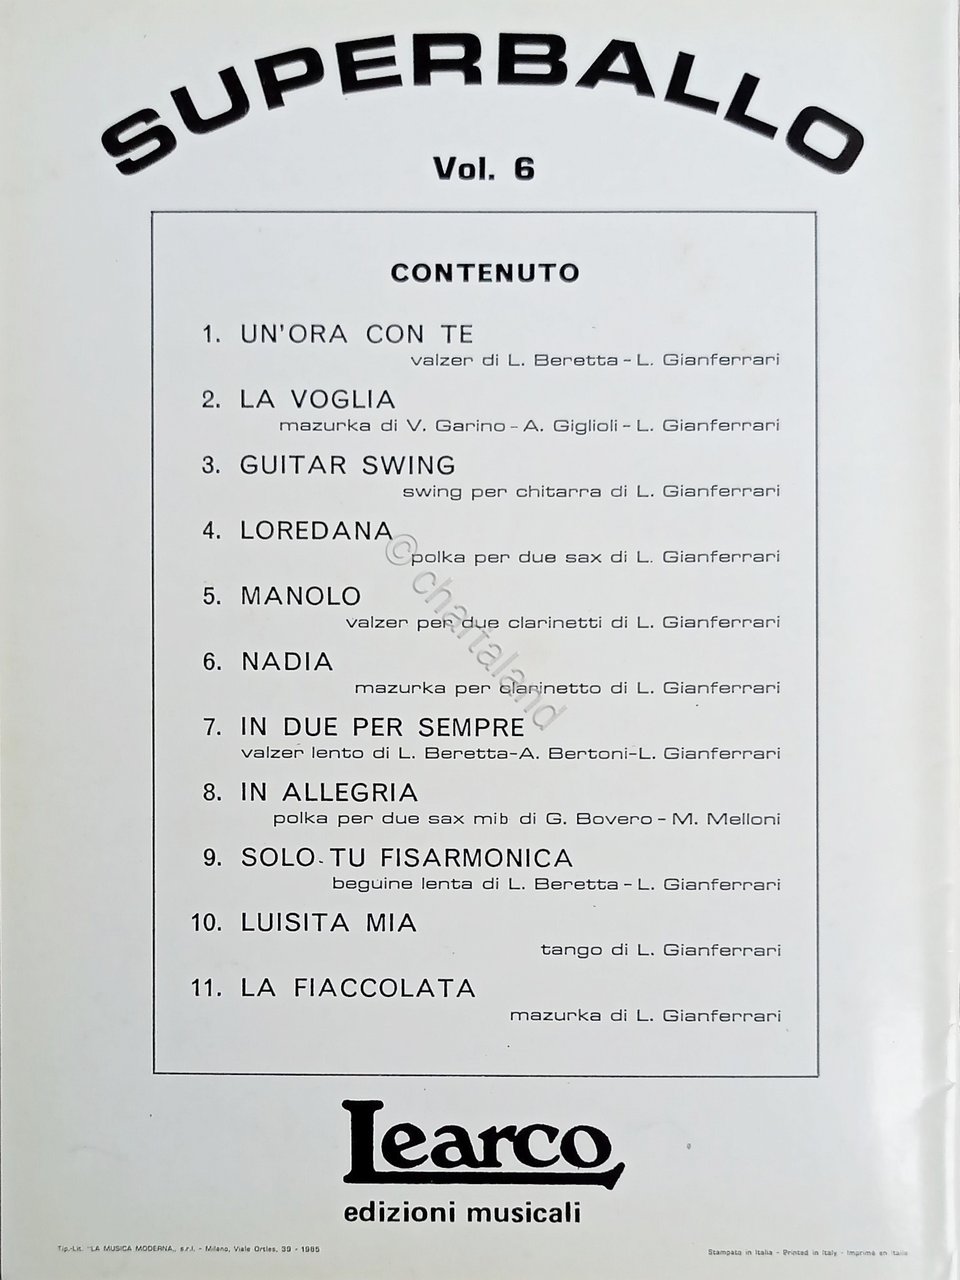 SUPERBALLO
Vol. 6
CONTENUTO
1. UN'ORA CON TE
valzer di L. Beretta - L. Gianferrari
2. LA VOGLIA
mazurka di V. Garino - A. Giglioli - L. Gianferrari
3. GUITAR SWING
swing per chitarra di L. Gianferrari
4. LOREDANA
polka per due sax di L. Gianferrari
5. MANOLO
valzer per due clarinetti di L. Gianferrari
6. NADIA
mazurka per clarinetto di L. Gianferrari
7. IN DUE PER SEMPRE
valzer lento di L. Beretta-A. Bertoni-L. Gianferrari
8. IN ALLEGRIA
polka per due sax mib di G. Bovero - M. Melloni
9. SOLO TU FISARMONICA
beguine lenta di L. Beretta - L. Gianferrari
10. LUISITA MIA
tango di L. Gianferrari
11. LA FIACCOLATA
mazurka di L. Gianferrari
© chartaland
Learco
edizioni musicali
Tip.-Lit. "LA MUSICA MODERNA,, s.r.l. - Milano, Viale Ortles, 39 - 1985
Stampato in Italia - Printed in Italy - Imprimé en Italie